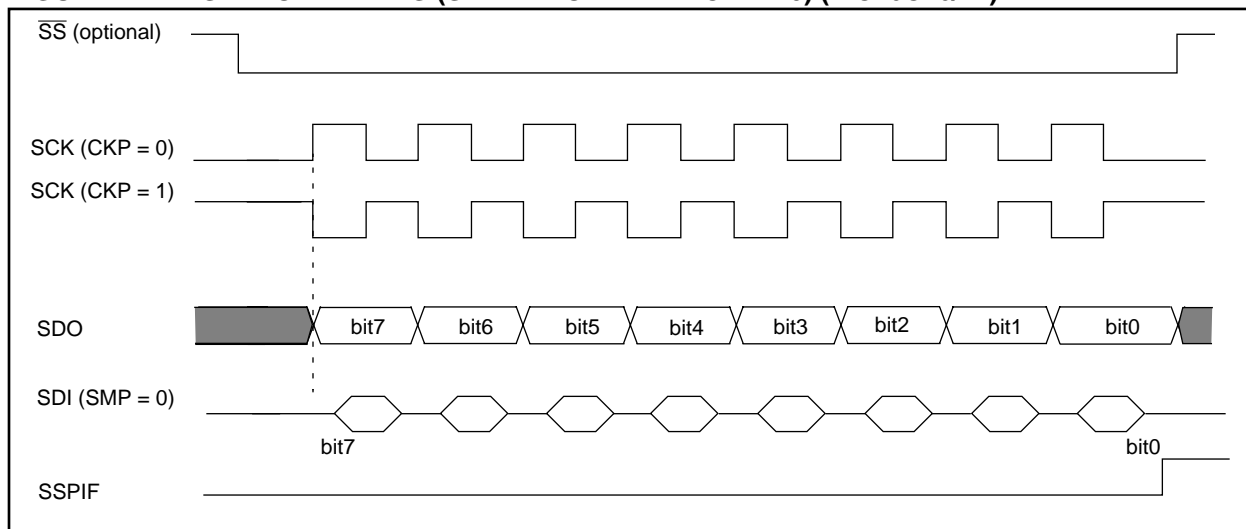 SS (optional)
SCK (CKP = 0)
SCK (CKP = 1)
SDO
bit7 bit6 bit5 bit4 bit3 bit2 bit1 bit0
SDI (SMP = 0)
bit7 bit0
SSPIF